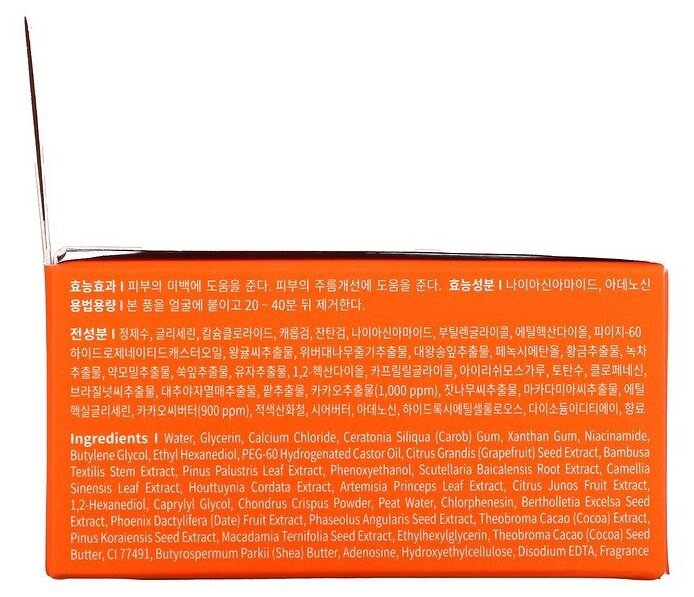 효능효과 I 피부의 미백에 도움을 준다. 피부의 주름개선에 도움을 준다. 효능성분 I 나이아신아마이드, 아데노신
용법용량 I 본 품을 얼굴에 붙이고 20 ~ 40분 뒤 제거한다.
전성분 I 정제수, 글리세린, 칼슘클로라이드, 캐롭검, 잔탄검, 나이아신아마이드, 부틸렌글라이콜, 에틸헥산다이올, 피이지-60
하이드로제네이티드캐스터오일, 왕귤씨추출물, 위버대나무줄기추출물, 대왕송잎추출물, 페녹시에탄올, 황금추출물, 녹차
추출물, 약모밀추출물, 쑥잎추출물, 유자추출물, 1,2-헥산다이올, 카프릴릴글라이콜, 아이리쉬모스가루, 토탄수, 클로페네신,
브라질넛씨추출물, 대추야자열매추출물, 팥추출물, 카카오추출물(1,000 ppm), 잣나무씨추출물, 마카다미아씨추출물, 에틸
헥실글리세린, 카카오씨버터(900 ppm), 적색산화철, 시어버터, 아데노신, 하이드록시에틸셀룰로오스, 다이소듐이디티에이, 향료
Ingredients I Water, Glycerin, Calcium Chloride, Ceratonia Siliqua (Carob) Gum, Xanthan Gum, Niacinamide,
Butylene Glycol, Ethyl Hexanediol, PEG-60 Hydrogenated Castor Oil, Citrus Grandis (Grapefruit) Seed Extract, Bambusa
Textilis Stem Extract, Pinus Palustris Leaf Extract, Phenoxyethanol, Scutellaria Baicalensis Root Extract, Camellia
Sinensis Leaf Extract, Houttuynia Cordata Extract, Artemisia Princeps Leaf Extract, Citrus Junos Fruit Extract,
1,2-Hexanediol, Caprylyl Glycol, Chondrus Crispus Powder, Peat Water, Chlorphenesin, Bertholletia Excelsa Seed
Extract, Phoenix Dactylifera (Date) Fruit Extract, Phaseolus Angularis Seed Extract, Theobroma Cacao (Cocoa) Extract,
Pinus Koraiensis Seed Extract, Macadamia Ternifolia Seed Extract, Ethylhexylglycerin, Theobroma Cacao (Cocoa) Seed
Butter, CI 77491, Butyrospermum Parkii (Shea) Butter, Adenosine, Hydroxyethylcellulose, Disodium EDTA, Fragrance